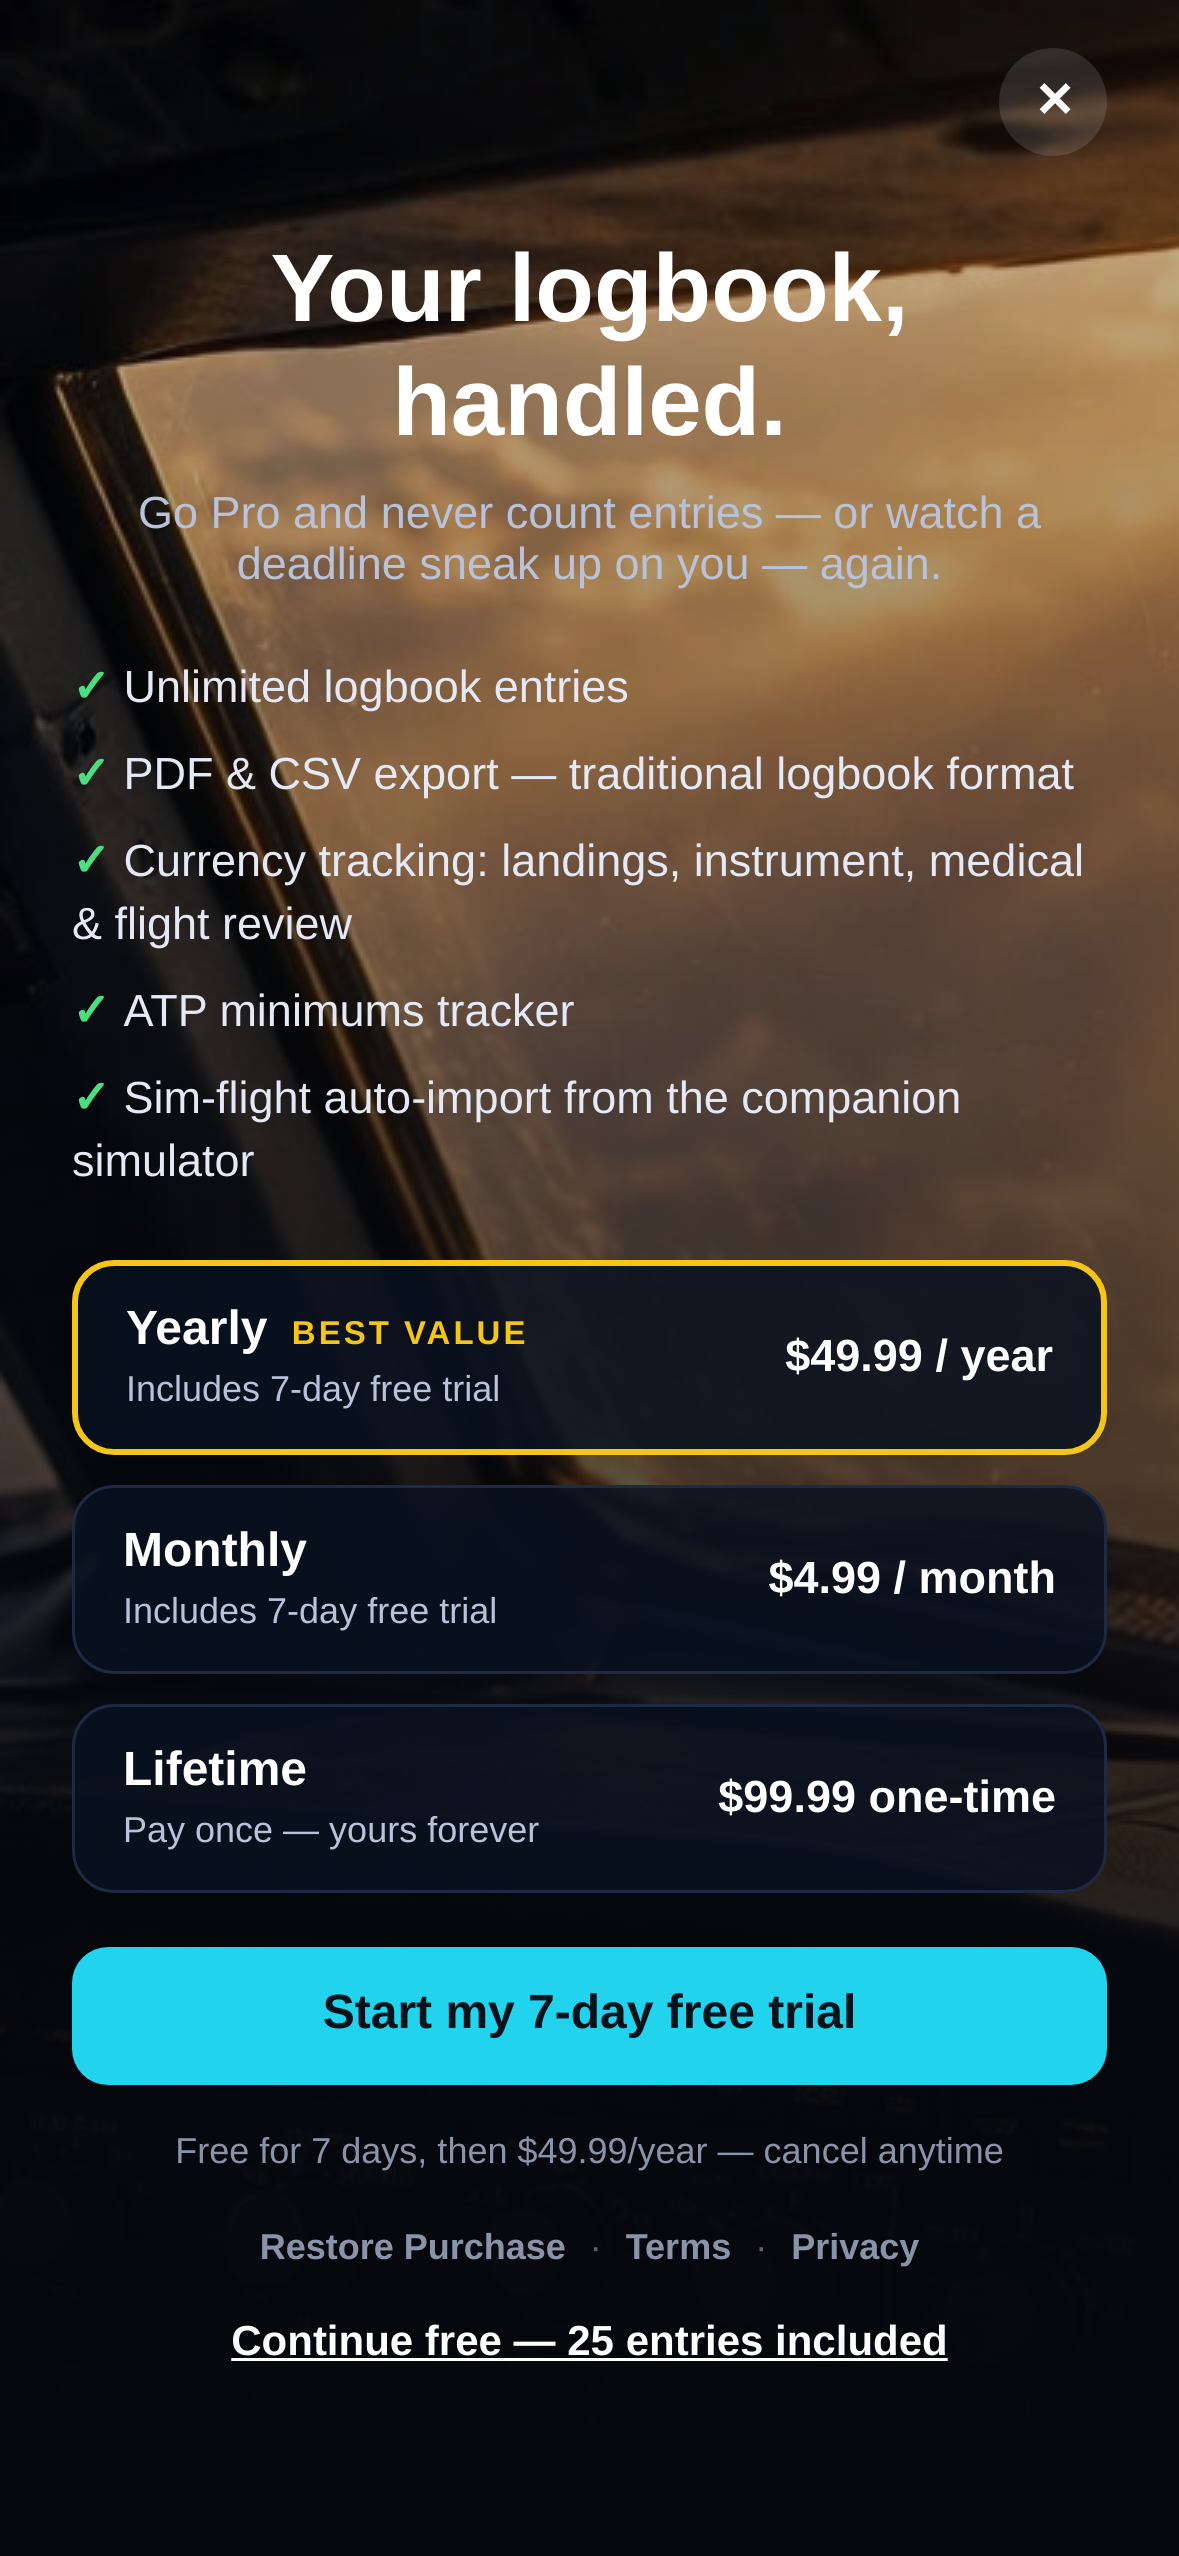 ✕
Your logbook,
handled.
Go Pro and never count entries — or watch a
deadline sneak up on you — again.
✓ Unlimited logbook entries
✓ PDF & CSV export — traditional logbook format
✓ Currency tracking: landings, instrument, medical
& flight review
✓ ATP minimums tracker
✓ Sim-flight auto-import from the companion
simulator
Yearly BEST VALUE
Includes 7-day free trial
$49.99 / year
Monthly
Includes 7-day free trial
$4.99 / month
Lifetime
Pay once — yours forever
$99.99 one-time
Start my 7-day free trial
Free for 7 days, then $49.99/year — cancel anytime
Restore Purchase · Terms · Privacy
Continue free — 25 entries included